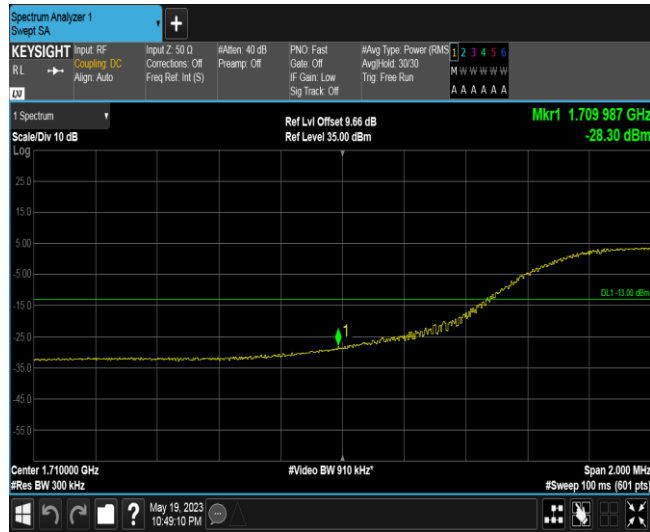 Spectrum Analyzer 1
Swept SA
KEYSIGHT
RL
LXI
Input: RF
Coupling: DC
Align: Auto
Input Z: 50 Ω
Corrections: Off
Freq Ref: Int (S)
#Atten: 40 dB
Preamp: Off
PNO: Fast
Gate: Off
IF Gain: Low
Sig Track: Off
#Avg Type: Power (RMS
Avg|Hold: 30/30
Trig: Free Run
1 2 3 4 5 6
M W W W W W
A A A A A A
1 Spectrum
Scale/Div 10 dB
Ref Lvl Offset 9.66 dB
Ref Level 35.00 dBm
Mkr1 1.709 987 GHz
-28.30 dBm
Log
25.0
15.0
5.00
-5.00
DL1 -13.00 dBm
-15.0
1
-25.0
-35.0
-45.0
-55.0
Center 1.710000 GHz
#Video BW 910 kHz*
Span 2.000 MHz
#Res BW 300 kHz
#Sweep 100 ms (601 pts)
?
May 19, 2023
10:49:10 PM